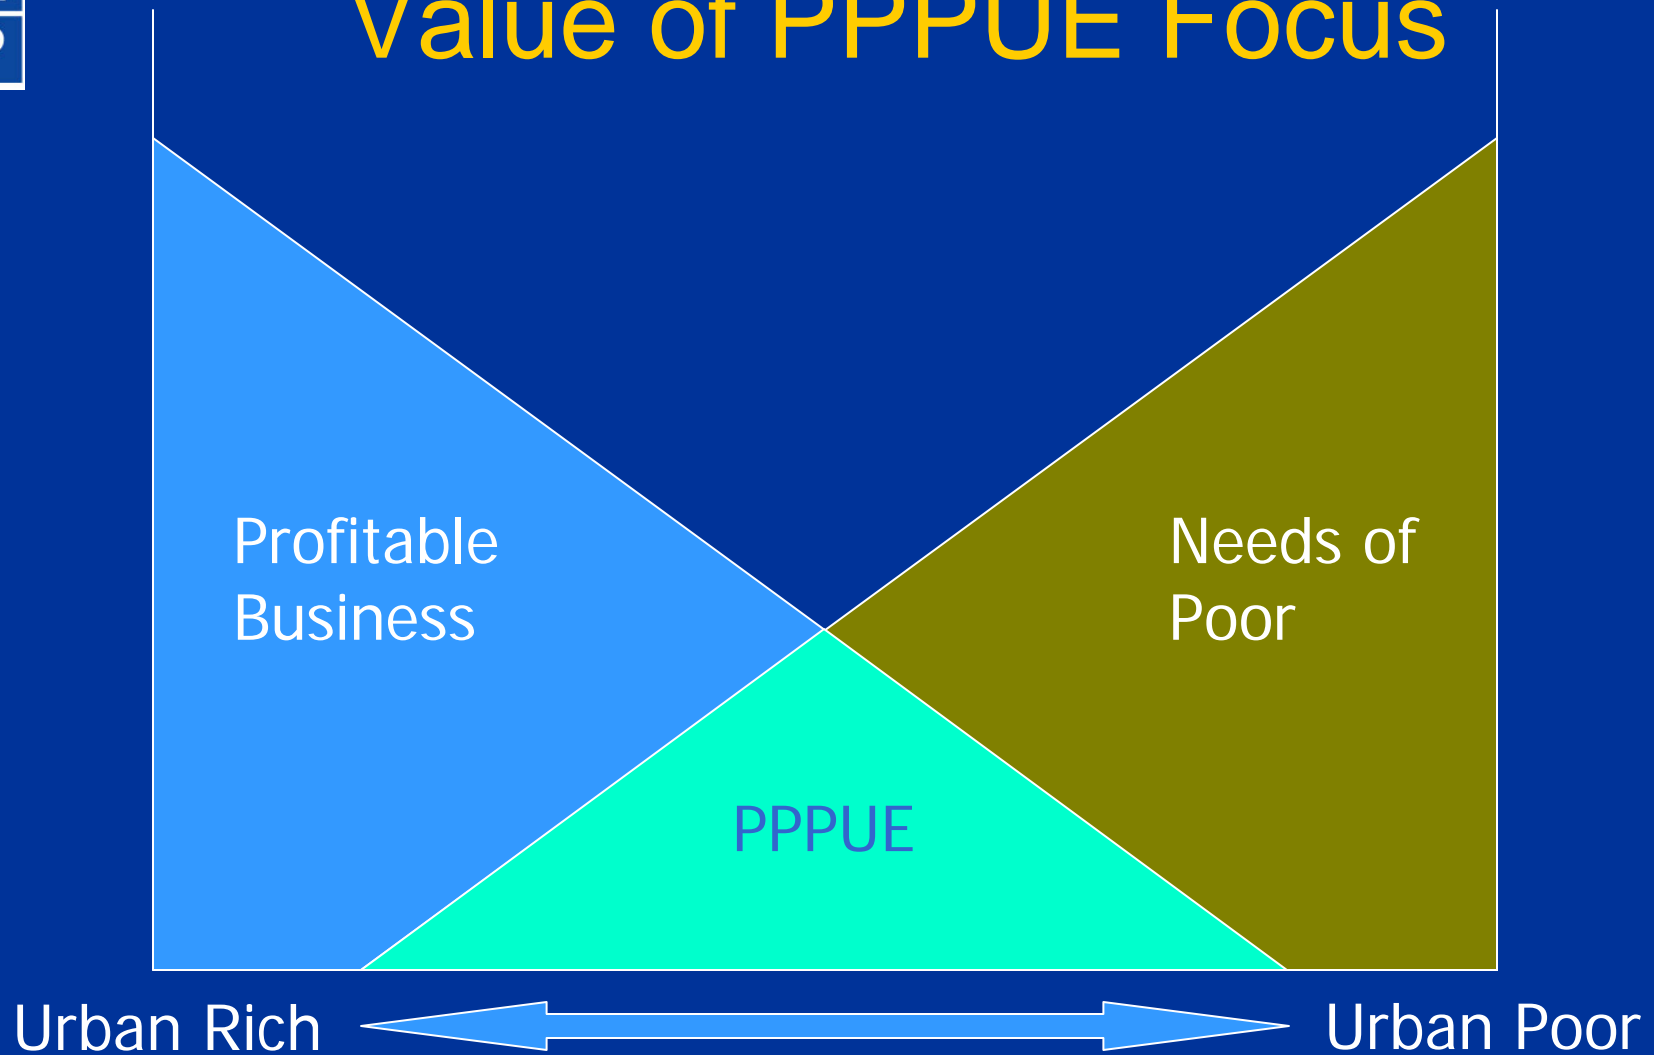 Value of PPPUE Focus
Profitable
Business
Needs of
Poor
PPPUE
Urban Rich
Urban Poor